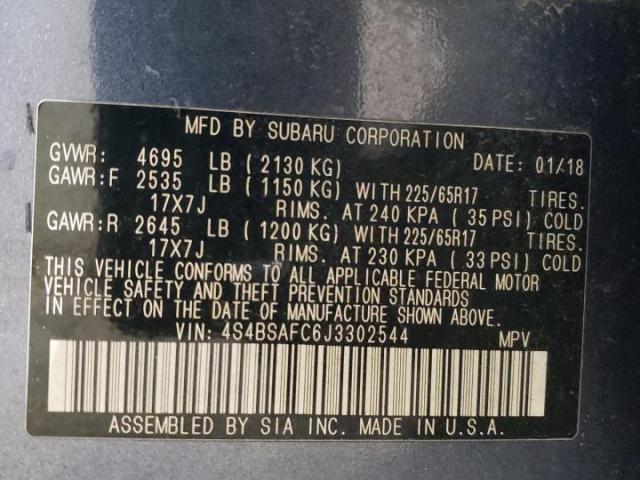 MFD BY SUBARU CORPORATION
GVWR: 4695 LB (2130 KG) DATE: 01/18
GAWR:F 2535 LB (1150 KG) WITH 225/65R17 TIRES.
17X7J RIMS. AT 240 KPA (35 PSI) COLD
GAWR:R 2645 LB (1200 KG) WITH 225/65R17 TIRES.
17X7J RIMS. AT 230 KPA (33 PSI) COLD
THIS VEHICLE CONFORMS TO ALL APPLICABLE FEDERAL MOTOR
VEHICLE SAFETY AND THEFT PREVENTION STANDARDS
IN EFFECT ON THE DATE OF MANUFACTURE SHOWN ABOVE.
VIN: 4S4BSAFC6J3302544 MPV
ASSEMBLED BY SIA INC. MADE IN U.S.A.